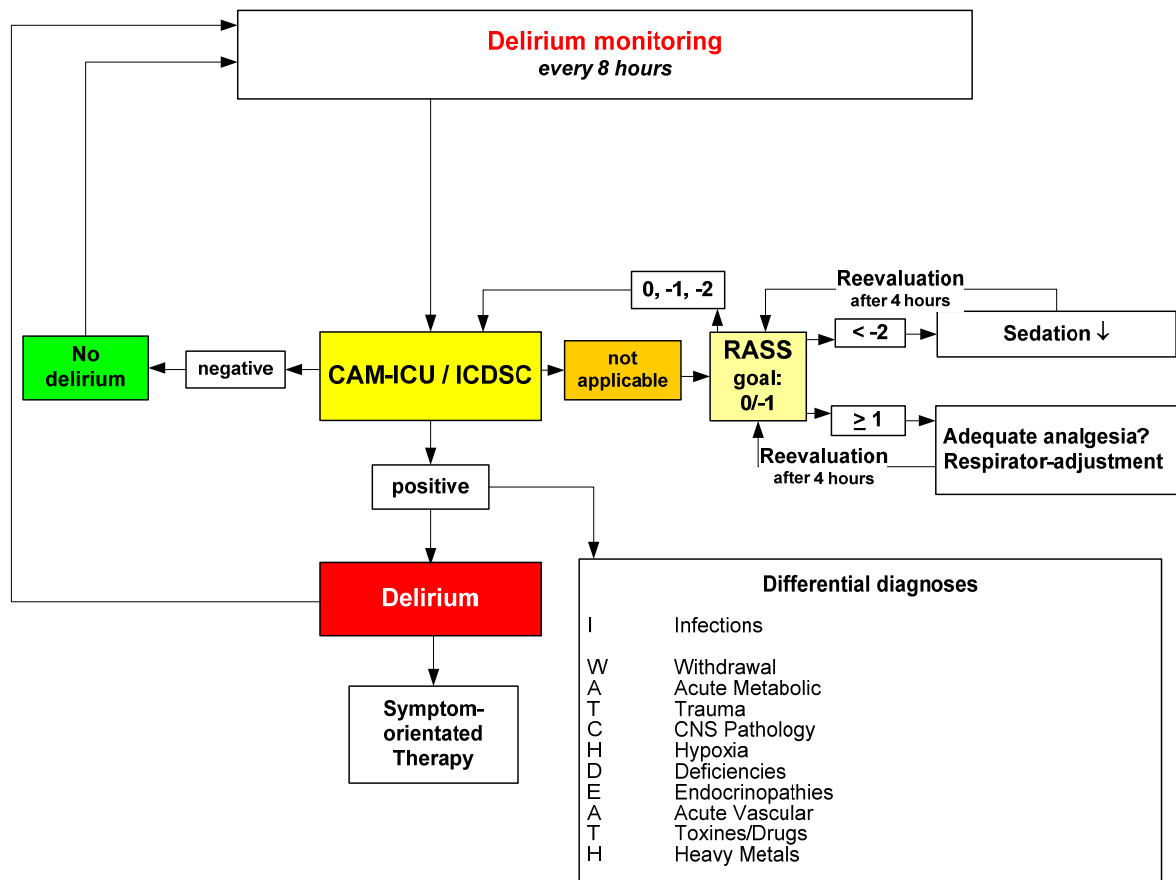 Delirium monitoring
every 8 hours
0, -1, -2
Reevaluation
after 4 hours
No
delirium
negative
CAM-ICU / ICDSC
not
applicable
RASS
goal:
0/-1
< -2
Sedation ↓
≥ 1
Adequate analgesia?
Respirator-adjustment
Reevaluation
after 4 hours
positive
Delirium
Symptom-
orientated
Therapy
Differential diagnoses
I Infections
W Withdrawal
A Acute Metabolic
T Trauma
C CNS Pathology
H Hypoxia
D Deficiencies
E Endocrinopathies
A Acute Vascular
T Toxines/Drugs
H Heavy Metals